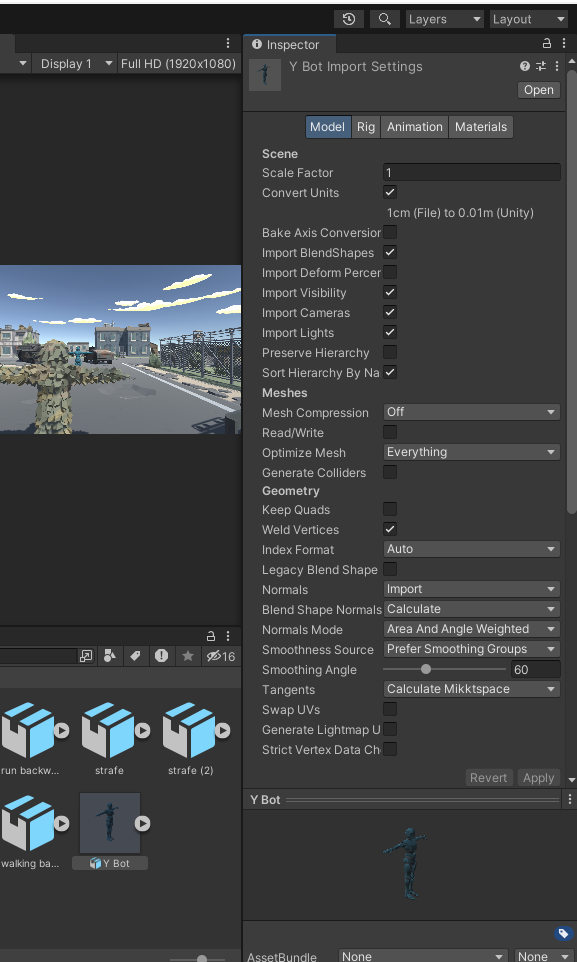 Layers
Layout
Display 1
Full HD (1920x1080)
Inspector
Y Bot Import Settings
Open
Model
Rig
Animation
Materials
Scene
Scale Factor
1
Convert Units
1cm (File) to 0.01m (Unity)
Bake Axis Conversion
Import BlendShapes
Import Deform Percer
Import Visibility
Import Cameras
Import Lights
Preserve Hierarchy
Sort Hierarchy By Na
Meshes
Mesh Compression
Off
Read/Write
Optimize Mesh
Everything
Generate Colliders
Geometry
Keep Quads
Weld Vertices
Index Format
Auto
Legacy Blend Shape
Normals
Import
Blend Shape Normals
Calculate
Normals Mode
Area And Angle Weighted
Smoothness Source
Prefer Smoothing Groups
Smoothing Angle
60
Tangents
Calculate Mikktspace
Swap UVs
Generate Lightmap U
Strict Vertex Data Ch
Revert
Apply
16
run backw...
strafe
strafe (2)
walking ba...
Y Bot
Y Bot
AssetBundle
None
None